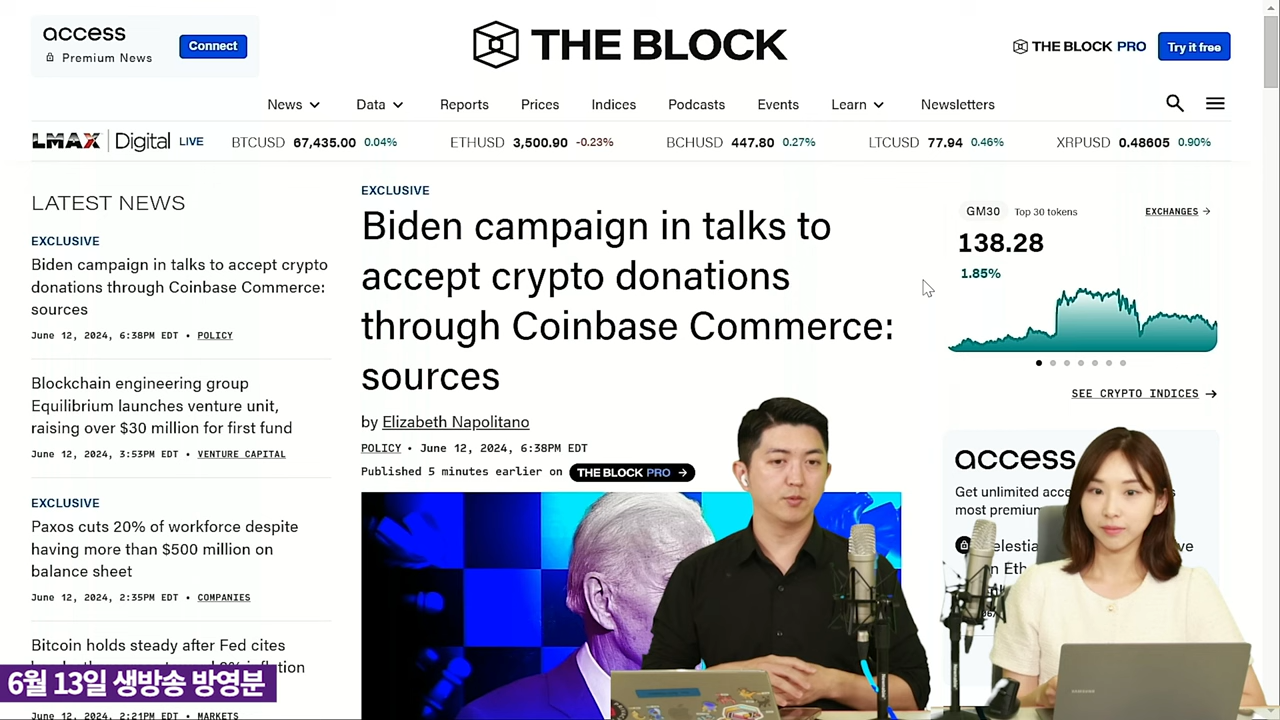 access
Premium News
Connect
THE BLOCK
THE BLOCK PRO
Try it free
News
Data
Reports
Prices
Indices
Podcasts
Events
Learn
Newsletters
LMAX Digital LIVE
BTCUSD 67,435.00 0.04%
ETHUSD 3,500.90 -0.23%
BCHUSD 447.80 0.27%
LTCUSD 77.94 0.46%
XRPUSD 0.48605 0.90%
LATEST NEWS
EXCLUSIVE
Biden campaign in talks to accept crypto
donations through Coinbase Commerce:
sources
June 12, 2024, 6:38PM EDT • POLICY
Blockchain engineering group
Equilibrium launches venture unit,
raising over $30 million for first fund
June 12, 2024, 3:53PM EDT • VENTURE CAPITAL
EXCLUSIVE
Paxos cuts 20% of workforce despite
having more than $500 million on
balance sheet
June 12, 2024, 2:35PM EDT • COMPANIES
Bitcoin holds steady after Fed cites
June 12, 2024, 2:21PM EDT • MARKETS
EXCLUSIVE
Biden campaign in talks to
accept crypto donations
through Coinbase Commerce:
sources
by Elizabeth Napolitano
POLICY • June 12, 2024, 6:38PM EDT
Published 5 minutes earlier on THE BLOCK PRO →
GM30 Top 30 tokens
EXCHANGES →
138.28
1.85%
SEE CRYPTO INDICES →
access
Get unlimited
most premium
6월 13일 생방송 방영분